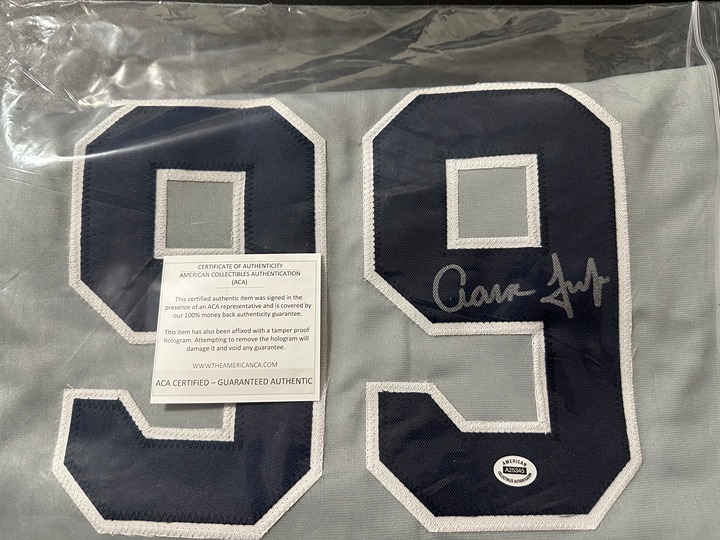 99
CERTIFICATE OF AUTHENTICITY
AMERICAN COLLECTIBLES AUTHENTICATION
(ACA)
This certified authentic item was signed in the
presence of an ACA representative and is covered by
our 100% money back authenticity guarantee.
This item has also been affixed with a tamper proof
hologram. Attempting to remove the hologram will
damage it and void any guarantee.
WWW.THEAMERICANCA.COM
ACA CERTIFIED – GUARANTEED AUTHENTIC
Aaron
AMERICAN
A25345
COLLECTIBLES AUTHENTICATION